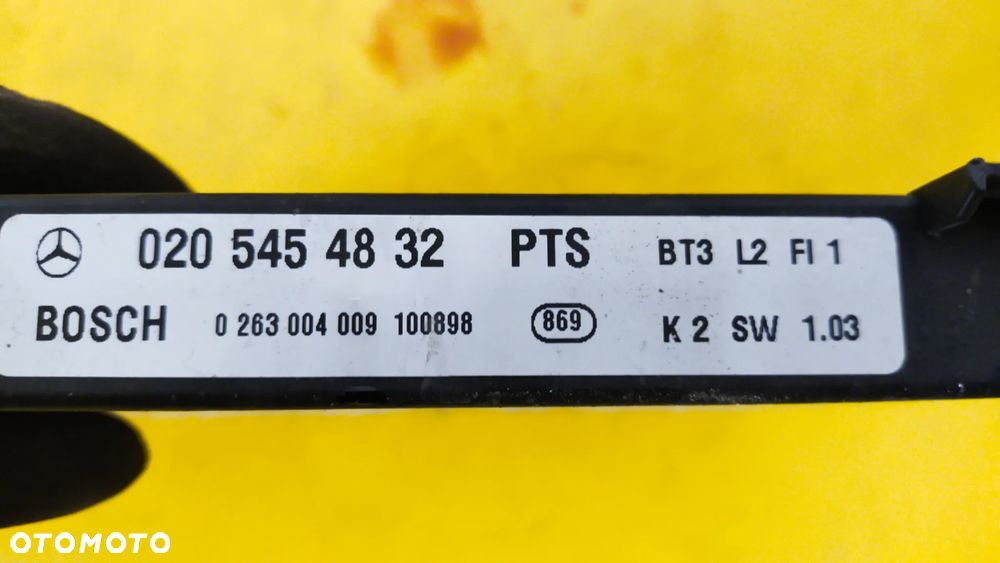 020 545 48 32 PTS BT3 L2 FI 1
BOSCH 0 263 004 009 100898 869 K 2 SW 1.03
OTOMOTO